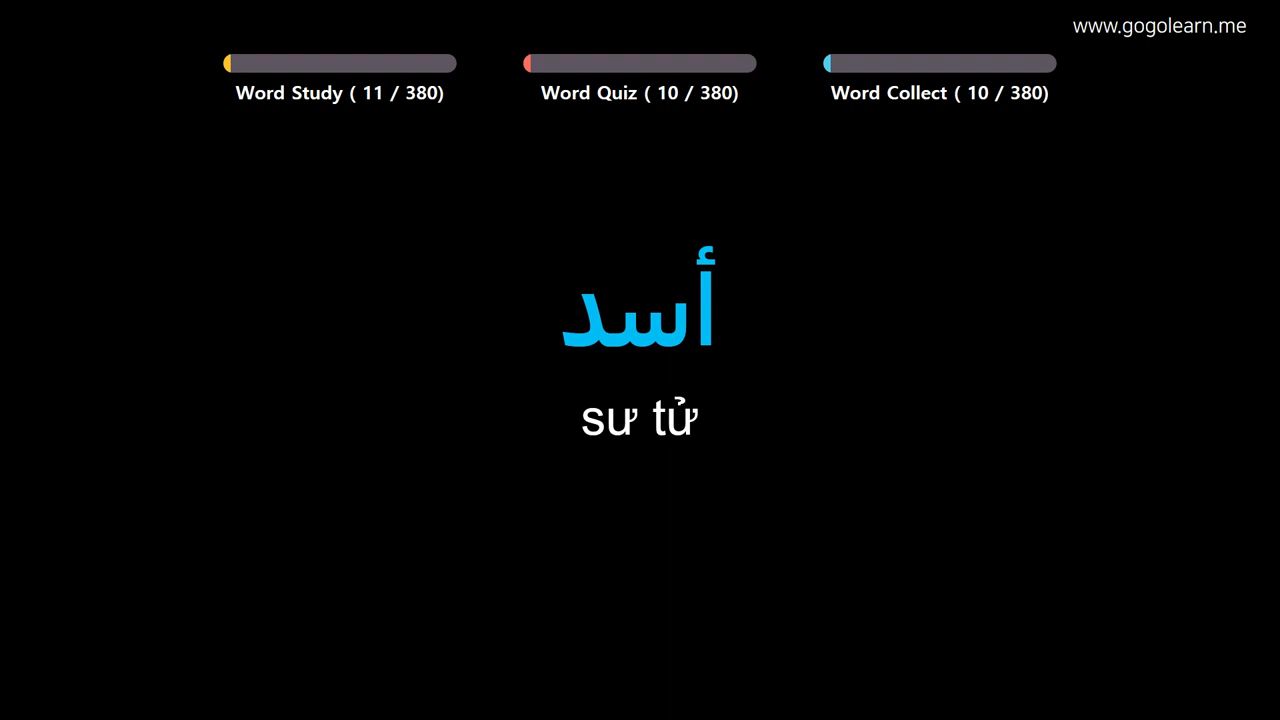 www.gogolearn.me
Word Study ( 11 / 380)
Word Quiz ( 10 / 380)
Word Collect ( 10 / 380)
أسد
sư tử